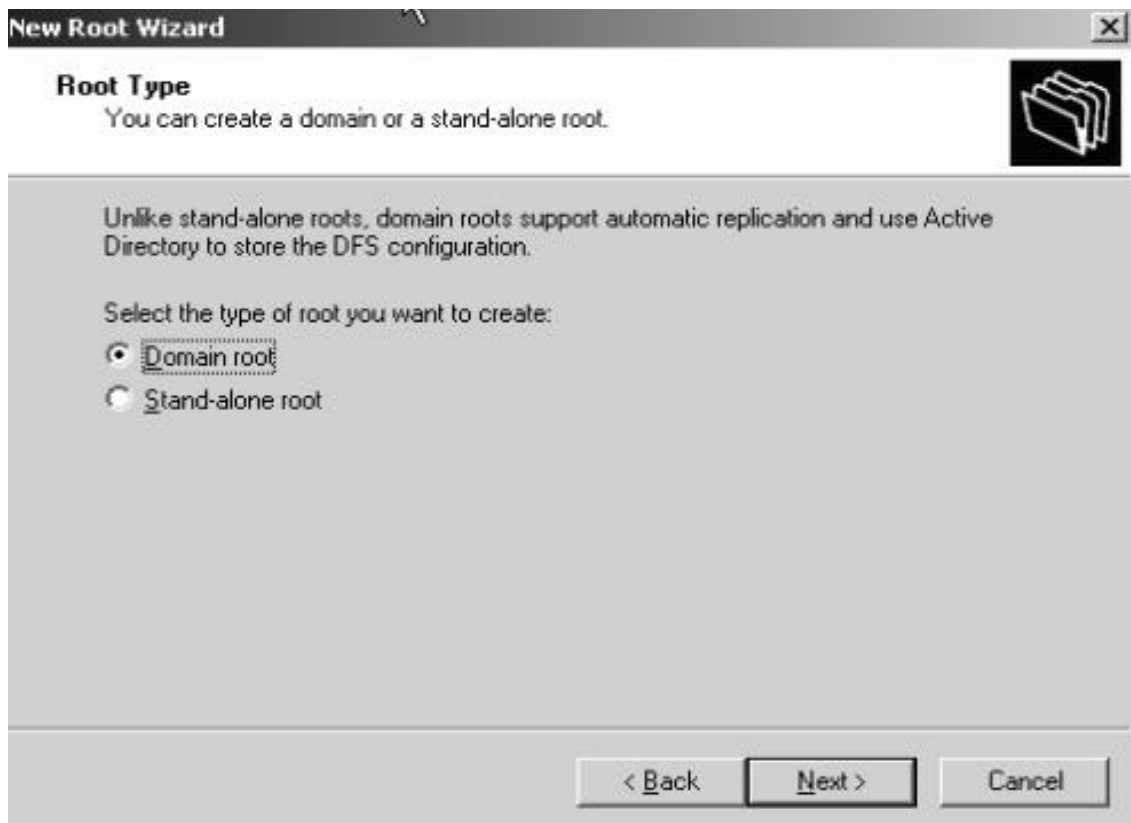 New Root Wizard
Root Type
You can create a domain or a stand-alone root.
Unlike stand-alone roots, domain roots support automatic replication and use Active
Directory to store the DFS configuration.
Select the type of root you want to create:
Domain root
Stand-alone root
< Back
Next >
Cancel